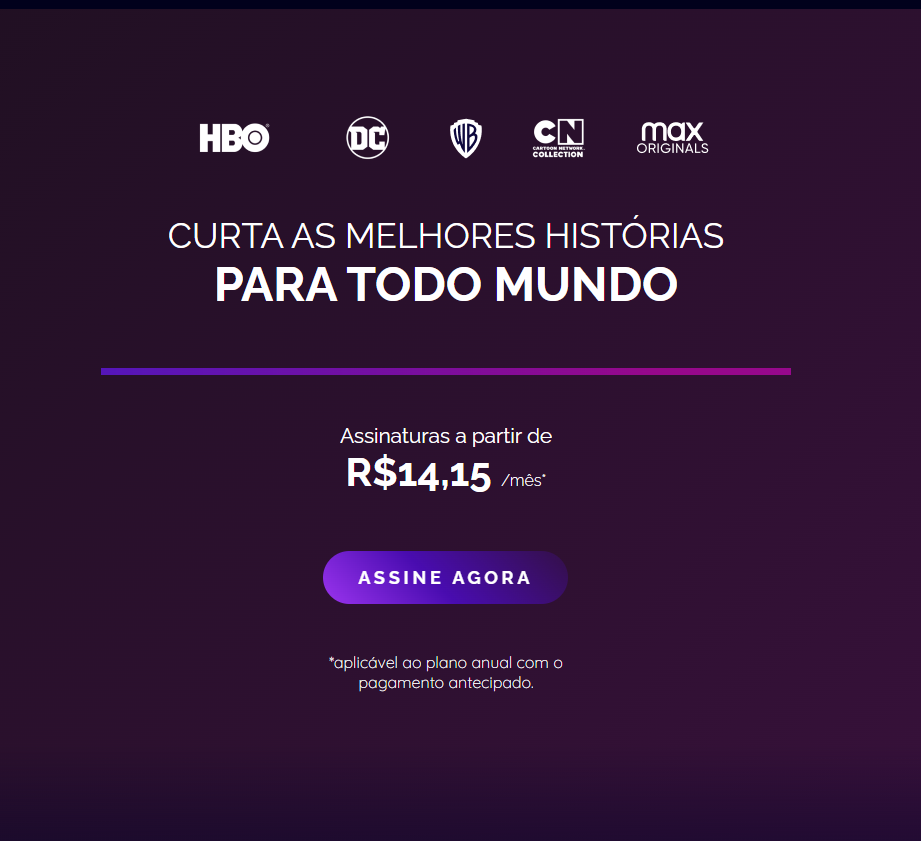 HBO® DC WB CN max
CARTOON NETWORK ORIGINALS
COLLECTION
CURTA AS MELHORES HISTÓRIAS
PARA TODO MUNDO
Assinaturas a partir de
R$14,15 /mês*
ASSINE AGORA
*aplicável ao plano anual com o
pagamento antecipado.